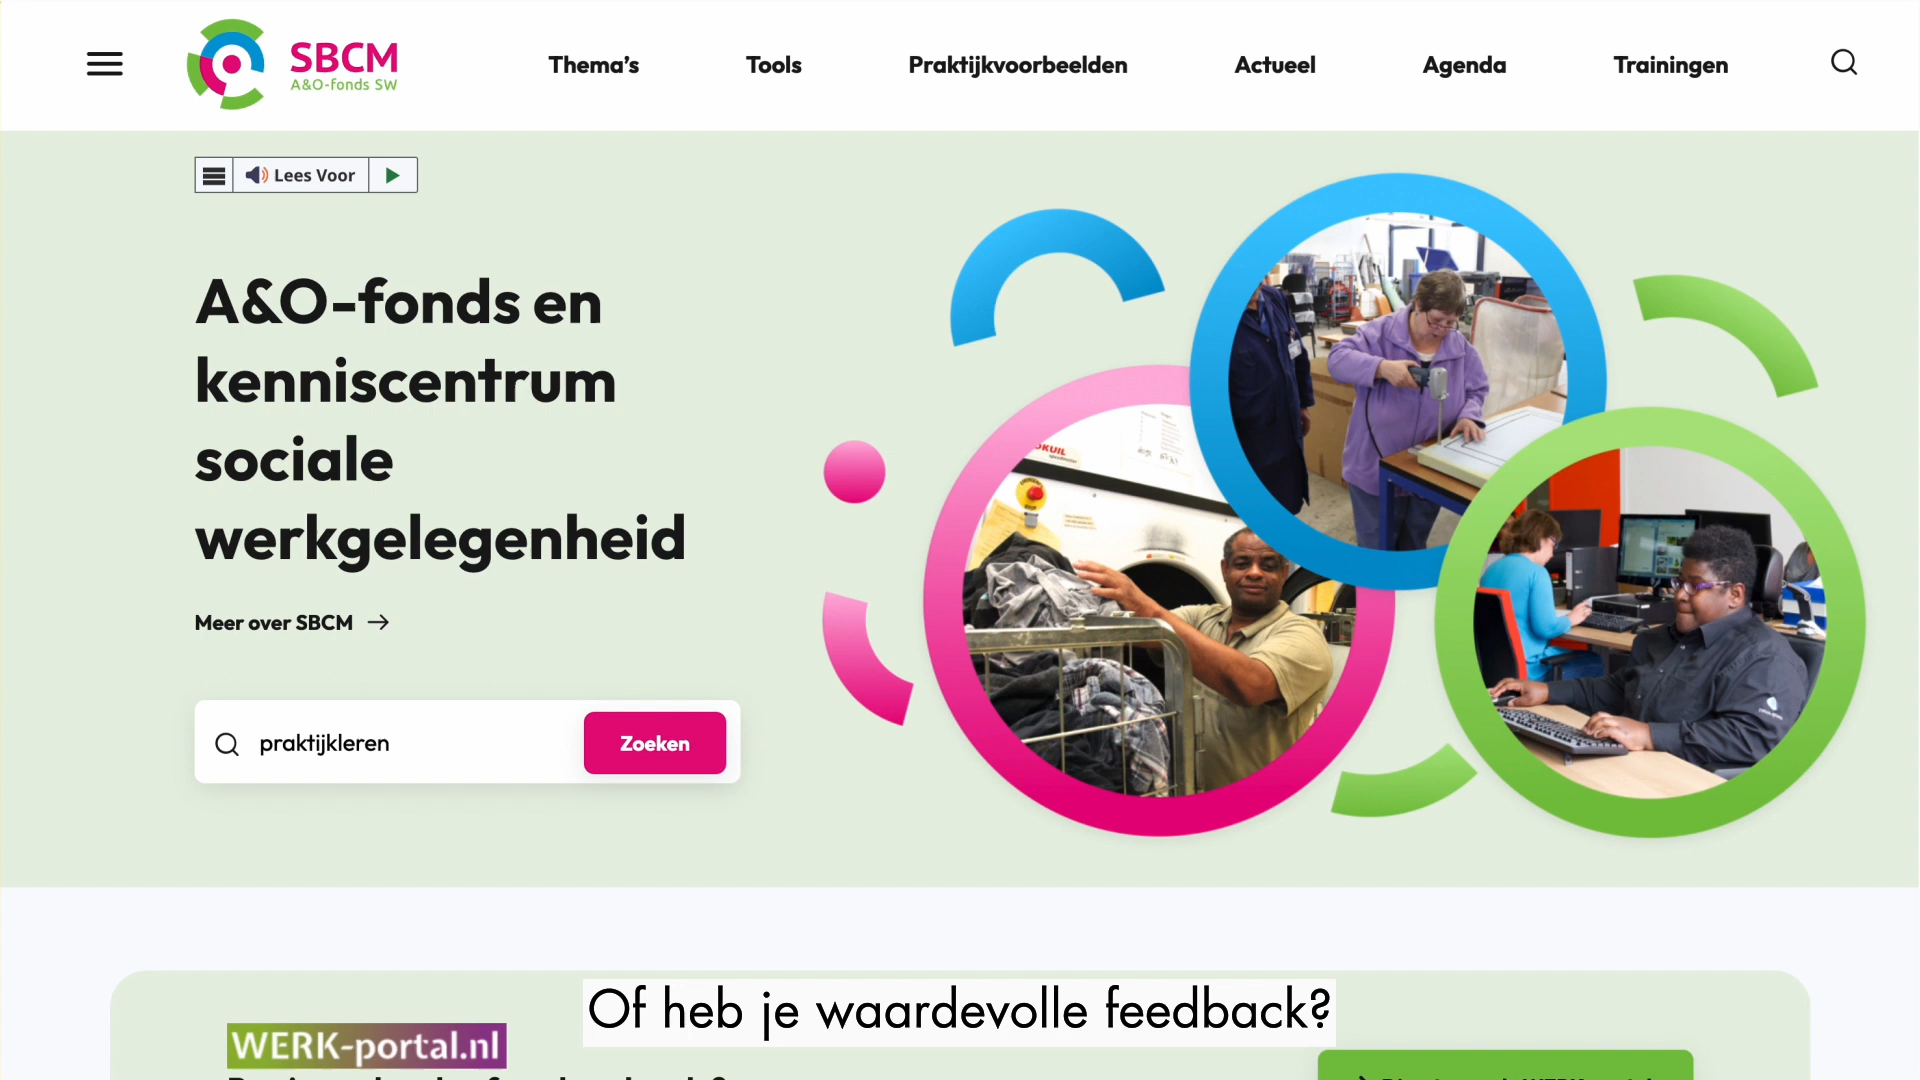 SBCM
A&O-fonds SW
Thema's
Tools
Praktijkvoorbeelden
Actueel
Agenda
Trainingen
Lees Voor
A&O-fonds en
kenniscentrum
sociale
werkgelegenheid
Meer over SBCM
praktijkleren
Zoeken
OKUIL
Of heb je waardevolle feedback?
WERK-portal.nl